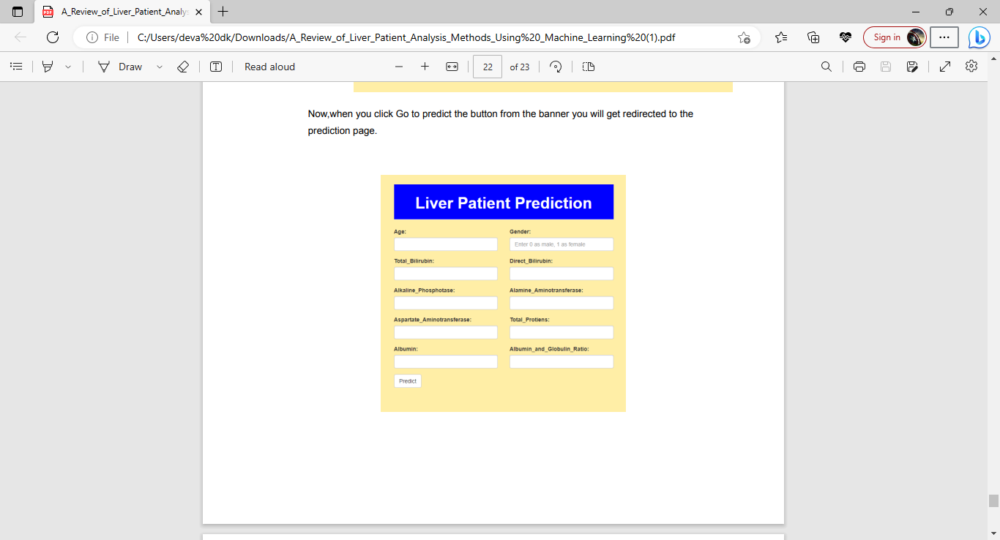 A_Review_of_Liver_Patient_Analy
File
C:/Users/deva%20dk/Downloads/A_Review_of_Liver_Patient_Analysis_Methods_Using%20_Machine_Learning%20(1).pdf
Sign in
Draw
Read aloud
22 of 23
Now,when you click Go to predict the button from the banner you will get redirected to the
prediction page.
Liver Patient Prediction
Age: Gender:
Enter 0 as male, 1 as female
Total_Bilirubin: Direct_Bilirubin:
Alkaline_Phosphotase: Alamine_Aminotransferase:
Aspartate_Aminotransferase: Total_Protiens:
Albumin: Albumin_and_Globulin_Ratio:
Predict